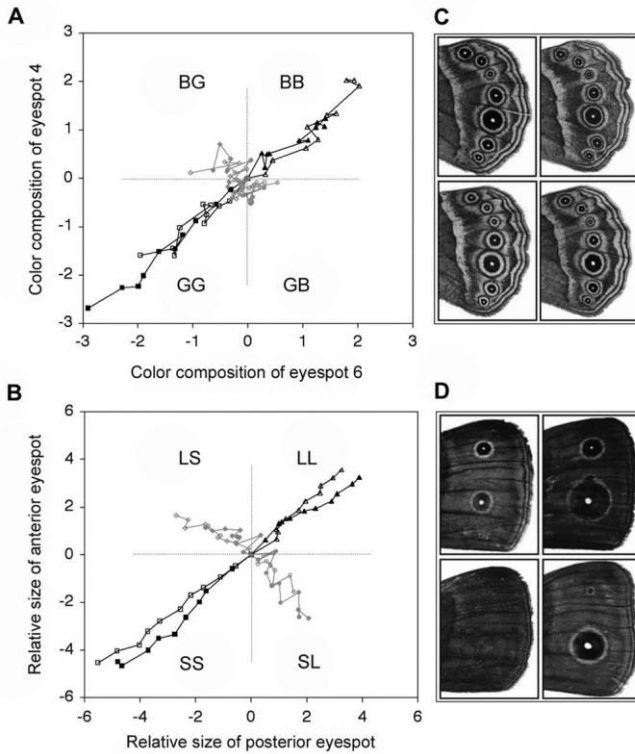 A
3
2
1
0
-1
-2
-3
BG
BB
GG
GB
-3 -2 -1 0 1 2 3
Color composition of eyespot 4
Color composition of eyespot 6
B
6
4
2
0
-2
-4
-6
LS
LL
SS
SL
-6 -4 -2 0 2 4 6
Relative size of anterior eyespot
Relative size of posterior eyespot
C
D